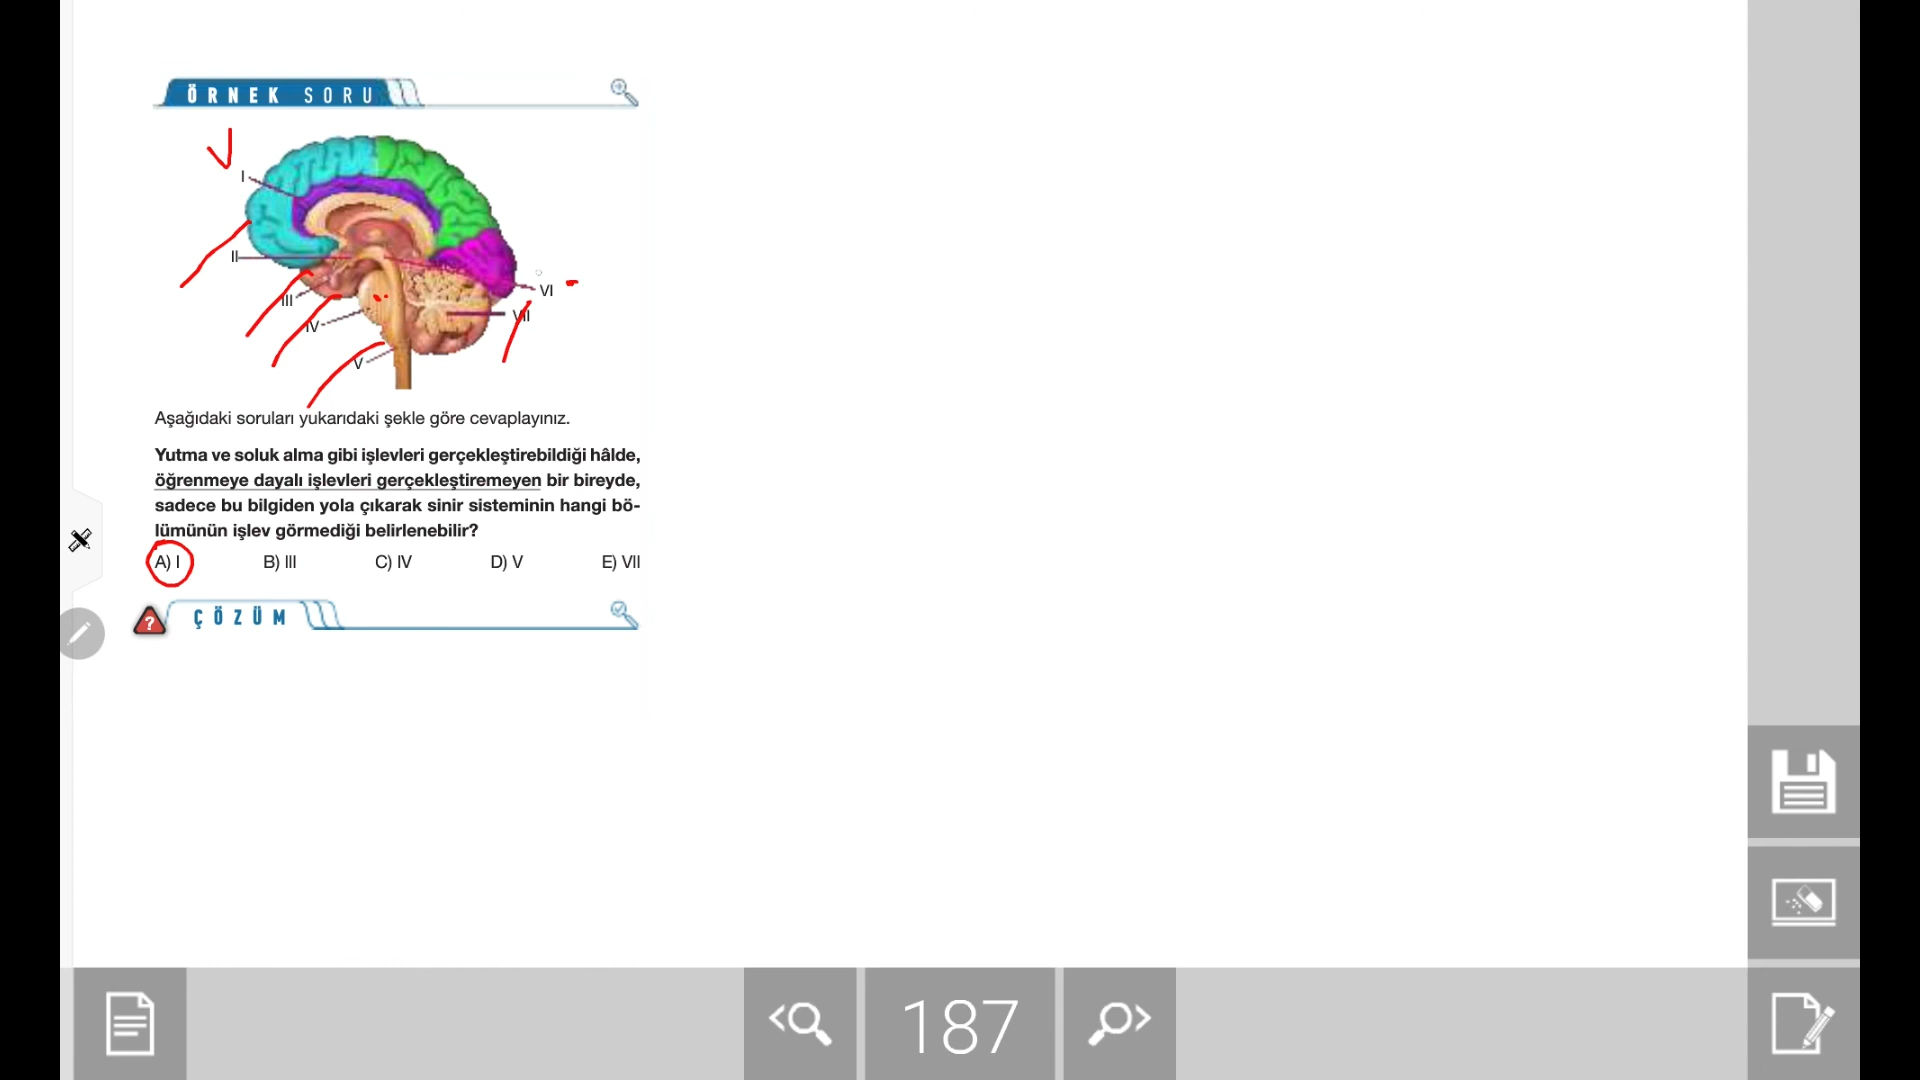 ÖRNEK SORU
I
II
III
IV
V
VI
VII
Aşağıdaki soruları yukarıdaki şekle göre cevaplayınız.
Yutma ve soluk alma gibi işlevleri gerçekleştirebildiği hâlde,
öğrenmeye dayalı işlevleri gerçekleştiremeyen bir bireyde,
sadece bu bilgiden yola çıkarak sinir sisteminin hangi bö-
lümünün işlev görmediği belirlenebilir?
A) I B) III C) IV D) V E) VII
? ÇÖZÜM
187